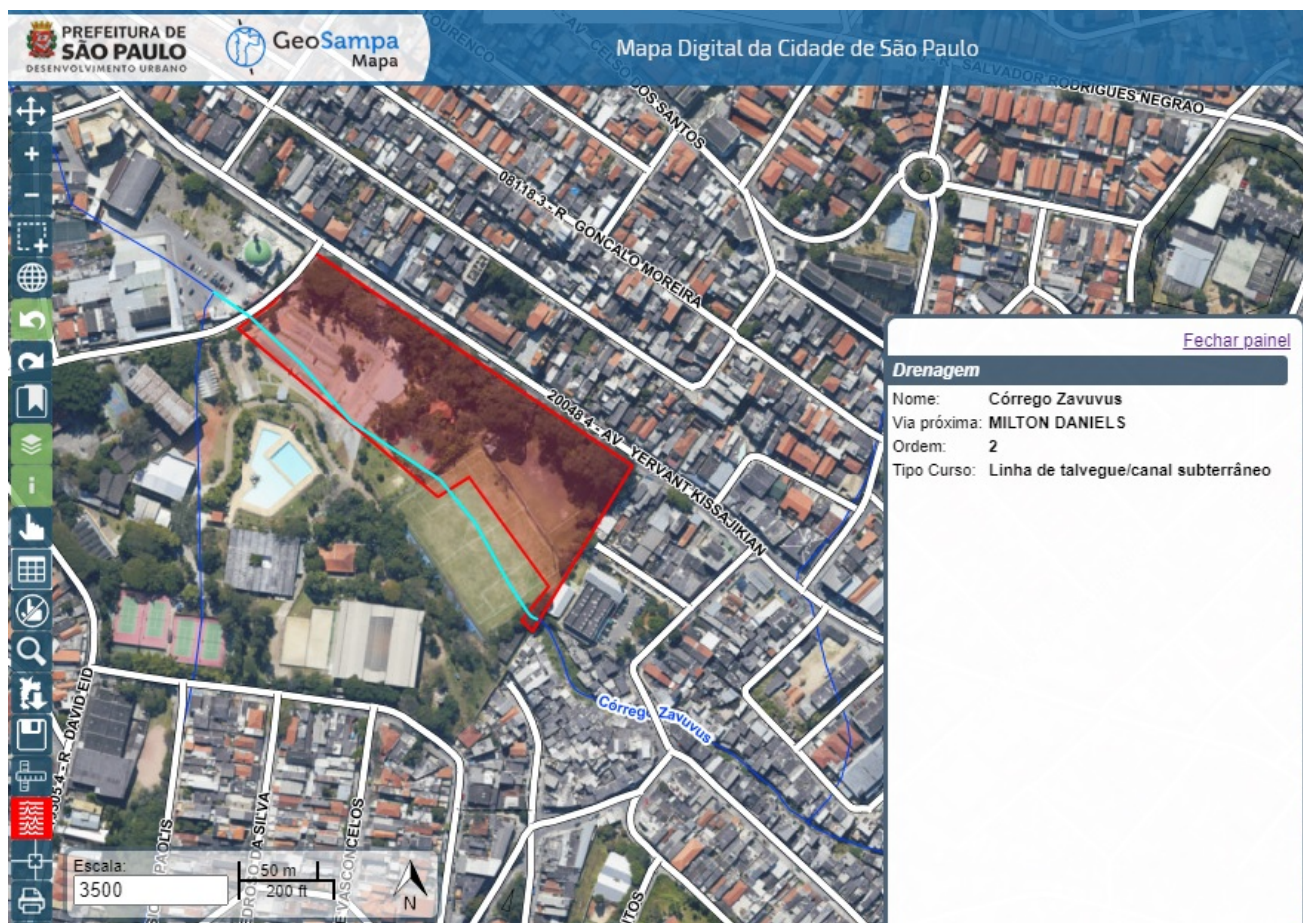 PREFEITURA DE
SÃO PAULO
DESENVOLVIMENTO URBANO
GeoSampa
Mapa
Mapa Digital da Cidade de São Paulo
AV. CELSO DOS SANTOS
R. SALVADOR RODRIGUES NEGRAO
08118.3 - R. GONCALO MOREIRA
20048.4 - AV. YERVANT KISSAJIKIAN
Fechar painel
Drenagem
Nome: Córrego Zavuvus
Via próxima: MILTON DANIELS
Ordem: 2
Tipo Curso: Linha de talvegue/canal subterrâneo
Córrego Zavuvus
R. DAVID EID
DA SILVA
VASCONCELOS
Escala:
3500
50 m
200 ft
N